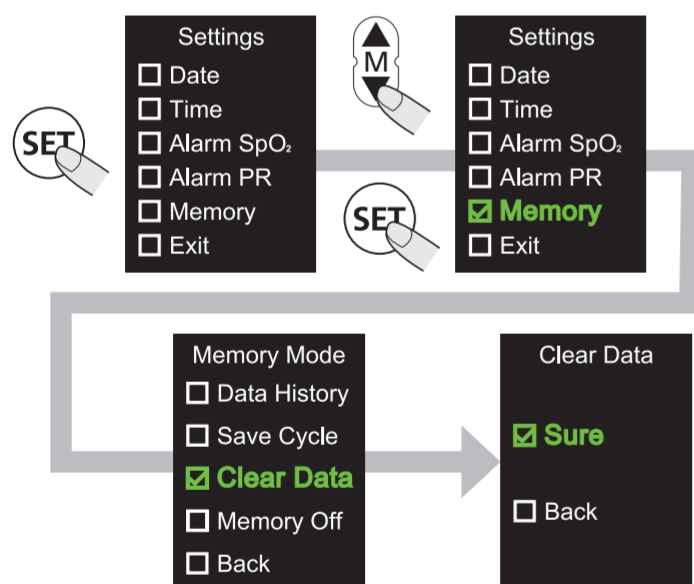 SET
Settings
Date
Time
Alarm SpO₂
Alarm PR
Memory
Exit
M
SET
Settings
Date
Time
Alarm SpO₂
Alarm PR
Memory
Exit
Memory Mode
Data History
Save Cycle
Clear Data
Memory Off
Back
Clear Data
Sure
Back